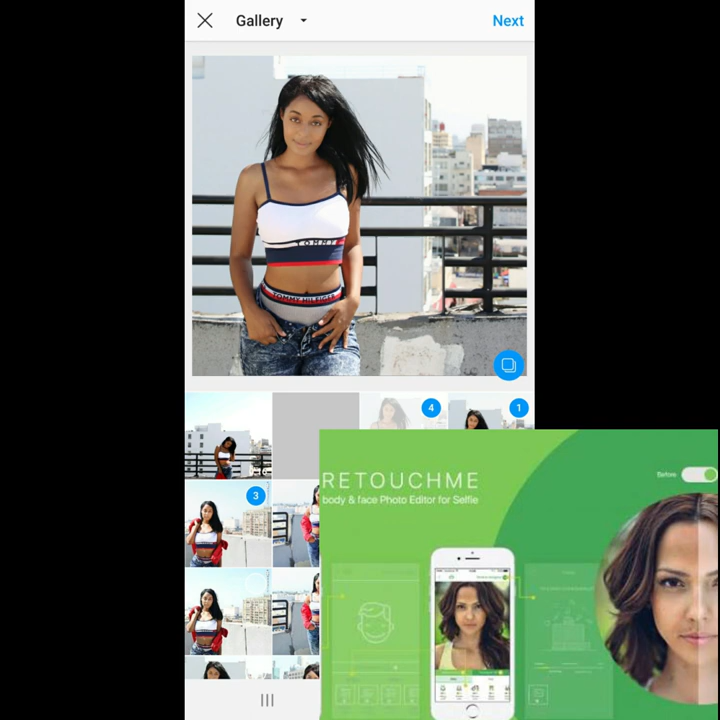 Gallery
Next
TOMMY
TOMMY HILFIGER
4
1
3
RETOUCHME
body & face Photo Editor for Selfie
Before